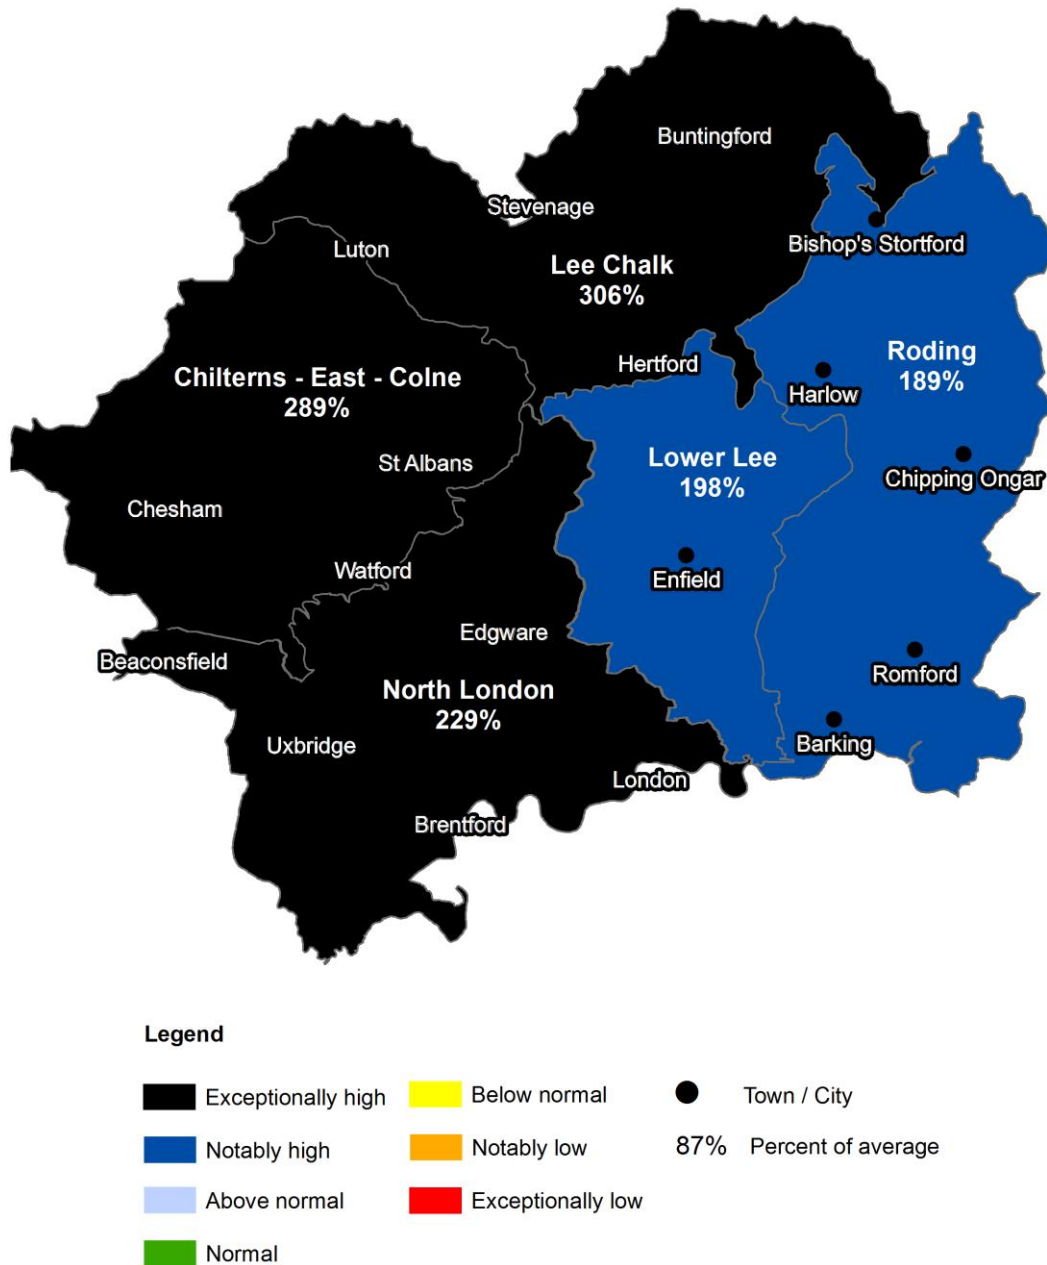 Buntingford
Stevenage
Bishop's Stortford
Luton
Lee Chalk
306%
Hertford
Roding
189%
Chilterns - East - Colne
289%
Harlow
St Albans
Lower Lee
198%
Chipping Ongar
Chesham
Watford
Enfield
Edgware
Beaconsfield
Romford
North London
229%
Uxbridge
Barking
London
Brentford
Legend
Exceptionally high
Notably high
Above normal
Normal
Below normal
Notably low
Exceptionally low
Town / City
87% Percent of average